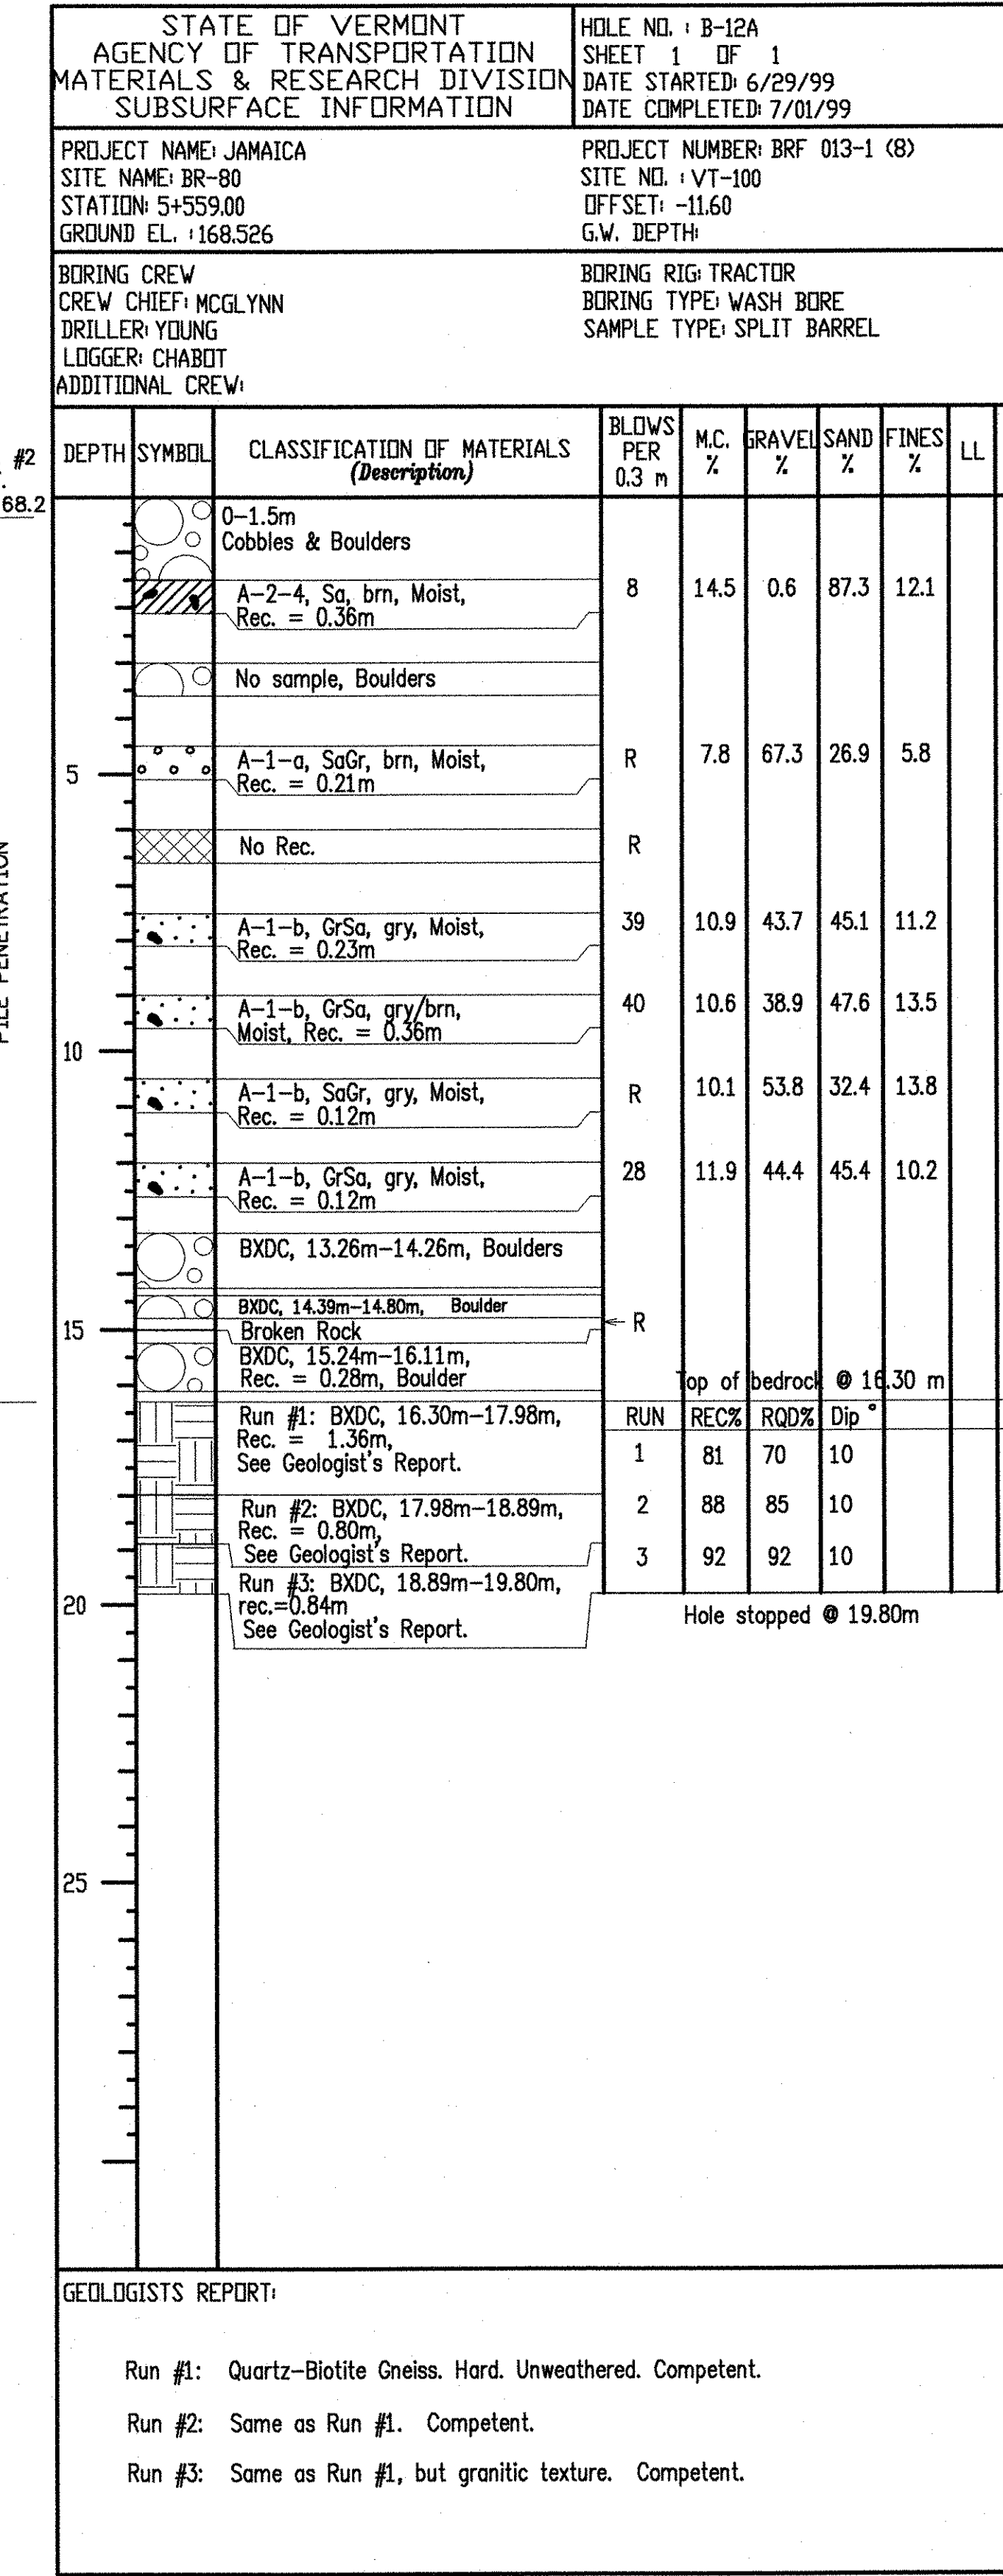 STATE OF VERMONT
AGENCY OF TRANSPORTATION
MATERIALS & RESEARCH DIVISION
SUBSURFACE INFORMATION
HOLE NO. : B-12A
SHEET 1 OF 1
DATE STARTED: 6/29/99
DATE COMPLETED: 7/01/99
PROJECT NAME: JAMAICA
SITE NAME: BR-80
STATION: 5+559.00
GROUND EL. :168.526
PROJECT NUMBER: BRF 013-1 (8)
SITE NO. : VT-100
OFFSET: -11.60
G.W. DEPTH:
BORING CREW
CREW CHIEF: MCGLYNN
DRILLER: YOUNG
LOGGER: CHABOT
ADDITIONAL CREW:
BORING RIG: TRACTOR
BORING TYPE: WASH BORE
SAMPLE TYPE: SPLIT BARREL
#2
68.2
PILE PENETRATION
DEPTH SYMBOL CLASSIFICATION OF MATERIALS (Description) BLOWS PER 0.3 m M.C. % GRAVEL % SAND % FINES % LL
0-1.5m
Cobbles & Boulders
A-2-4, Sa, brn, Moist, 8 14.5 0.6 87.3 12.1
Rec. = 0.36m
No sample, Boulders
A-1-a, SaGr, brn, Moist, R 7.8 67.3 26.9 5.8
5
Rec. = 0.21m
No Rec. R
A-1-b, GrSa, gry, Moist, 39 10.9 43.7 45.1 11.2
Rec. = 0.23m
A-1-b, GrSa, gry/brn, 40 10.6 38.9 47.6 13.5
Moist, Rec. = 0.36m
10
A-1-b, SaGr, gry, Moist, R 10.1 53.8 32.4 13.8
Rec. = 0.12m
A-1-b, GrSa, gry, Moist, 28 11.9 44.4 45.4 10.2
Rec. = 0.12m
BXDC, 13.26m-14.26m, Boulders
BXDC, 14.39m-14.80m, Boulder
R
15 Broken Rock
BXDC, 15.24m-16.11m,
Rec. = 0.28m, Boulder
Top of bedrock @ 16.30 m
Run #1: BXDC, 16.30m-17.98m,
Rec. = 1.36m,
See Geologist's Report.
RUN REC% RQD% Dip °
1 81 70 10
Run #2: BXDC, 17.98m-18.89m,
Rec. = 0.80m,
See Geologist's Report.
2 88 85 10
3 92 92 10
Run #3: BXDC, 18.89m-19.80m,
rec.=0.84m
See Geologist's Report.
20
Hole stopped @ 19.80m
25
GEOLOGISTS REPORT:
Run #1: Quartz-Biotite Gneiss. Hard. Unweathered. Competent.
Run #2: Same as Run #1. Competent.
Run #3: Same as Run #1, but granitic texture. Competent.